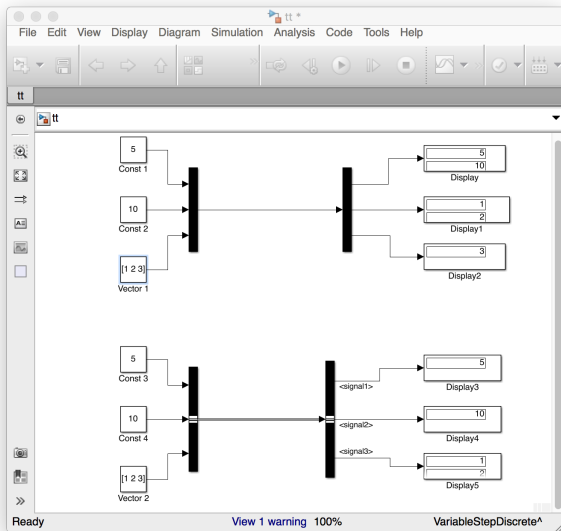 tt *
File Edit View Display Diagram Simulation Analysis Code Tools Help
tt
tt
5
Const 1
10
Const 2
[1 2 3]
Vector 1
5
10
Display
1
2
Display1
3
Display2
5
Const 3
10
Const 4
[1 2 3]
Vector 2
<signal1>
<signal2>
<signal3>
5
Display3
10
Display4
1
2
Display5
Ready View 1 warning 100% VariableStepDiscrete^